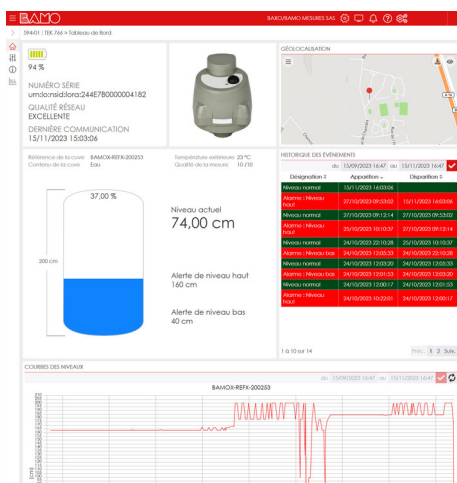 BAMO
BAXO/BAMO MESURES SAS
S94-01 : TEK 766 > Tableau de Bord
94 %
NUMÉRO SÉRIE
urn:lo:nsid:lora:244E7B0000004182
QUALITÉ RÉSEAU
EXCELLENTE
DERNIÈRE COMMUNICATION
15/11/2023 15:03:06
GÉOLOCALISATION
Référence de la cuve BAMOX-REFX-200253
Contenu de la cuve Eau
Température extérieures 23 °C
Qualité de la mesure 10 /10
37,00 %
200 cm
Niveau actuel
74,00 cm
Alerte de niveau haut
160 cm
Alerte de niveau bas
40 cm
HISTORIQUE DES ÉVÉNEMENTS
du 15/09/2023 16:47 au 15/11/2023 16:47
Désignation Apparition Disparition
Niveau normal 15/11/2023 16:03:06
Alarme : Niveau haut 27/10/2023 09:53:02 15/11/2023 16:03:06
Niveau normal 27/10/2023 09:12:14 27/10/2023 09:53:02
Alarme : Niveau haut 25/10/2023 10:10:37 27/10/2023 09:12:14
Niveau normal 24/10/2023 22:10:28 25/10/2023 10:10:37
Alarme : Niveau bas 24/10/2023 12:05:33 24/10/2023 22:10:28
Niveau normal 24/10/2023 12:03:20 24/10/2023 12:05:33
Alarme : Niveau bas 24/10/2023 12:01:53 24/10/2023 12:03:20
Niveau normal 24/10/2023 12:00:17 24/10/2023 12:01:53
Alarme : Niveau haut 24/10/2023 10:22:01 24/10/2023 12:00:17
1 à 10 sur 14
Préc. 1 2 Suiv.
COURBES DES NIVEAUX
du 15/09/2023 16:47 au 15/11/2023 16:47
BAMOX-REFX-200253
[cm]